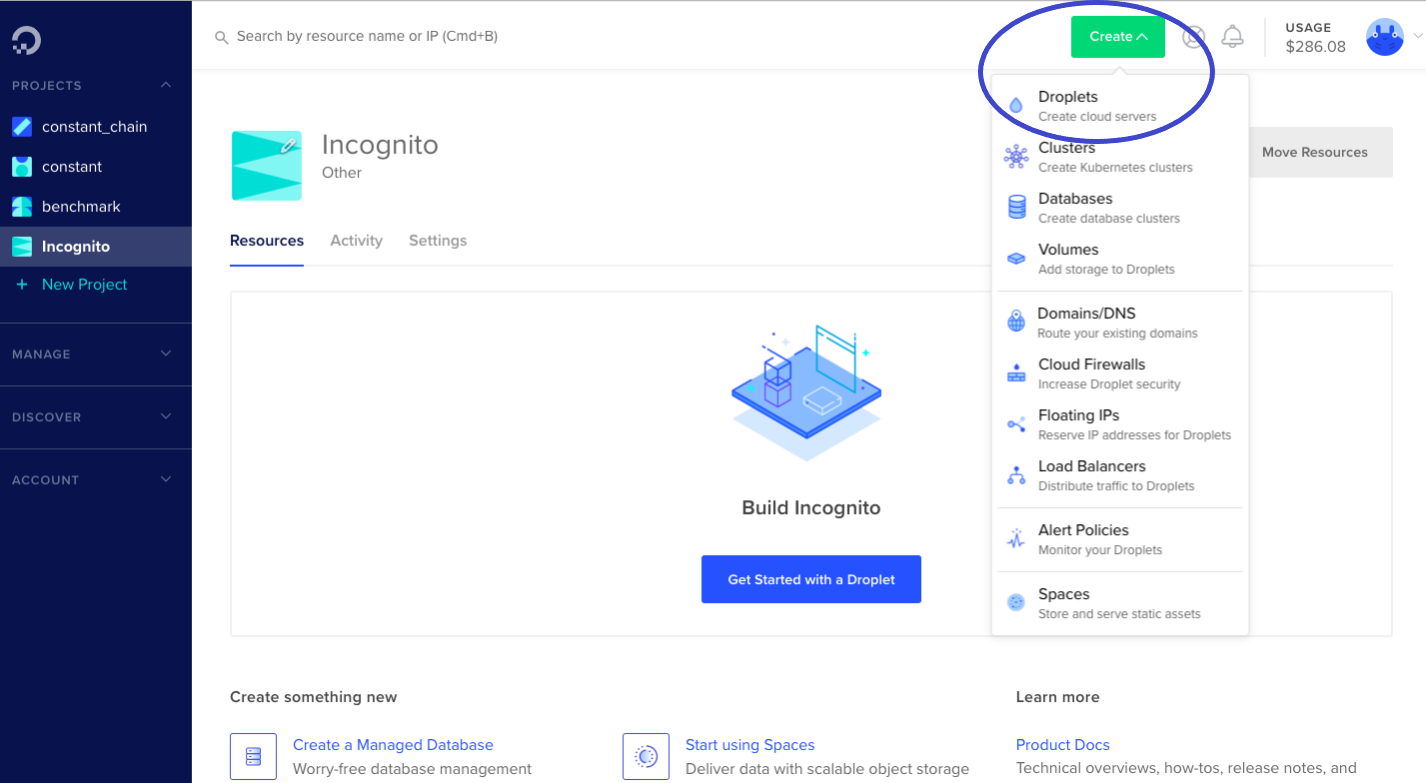 Search by resource name or IP (Cmd+B)
Create
USAGE
$286.08
PROJECTS
constant_chain
constant
benchmark
Incognito
+ New Project
MANAGE
DISCOVER
ACCOUNT
Incognito
Other
Move Resources
Resources
Activity
Settings
Droplets
Create cloud servers
Clusters
Create Kubernetes clusters
Databases
Create database clusters
Volumes
Add storage to Droplets
Domains/DNS
Route your existing domains
Cloud Firewalls
Increase Droplet security
Floating IPs
Reserve IP addresses for Droplets
Load Balancers
Distribute traffic to Droplets
Alert Policies
Monitor your Droplets
Spaces
Store and serve static assets
Build Incognito
Get Started with a Droplet
Create something new
Create a Managed Database
Worry-free database management
Start using Spaces
Deliver data with scalable object storage
Learn more
Product Docs
Technical overviews, how-tos, release notes, and